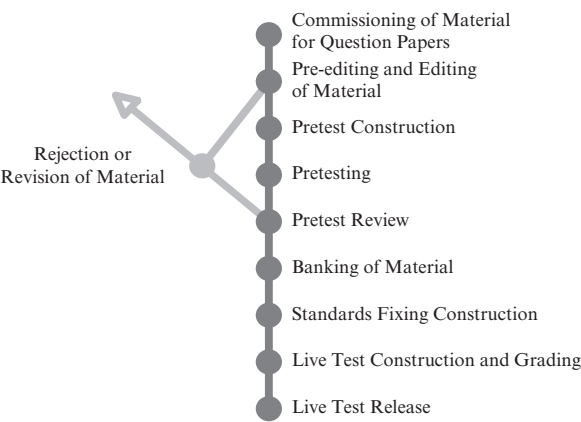 Commissioning of Material
for Question Papers
Pre-editing and Editing
of Material
Pretest Construction
Rejection or
Revision of Material
Pretesting
Pretest Review
Banking of Material
Standards Fixing Construction
Live Test Construction and Grading
Live Test Release